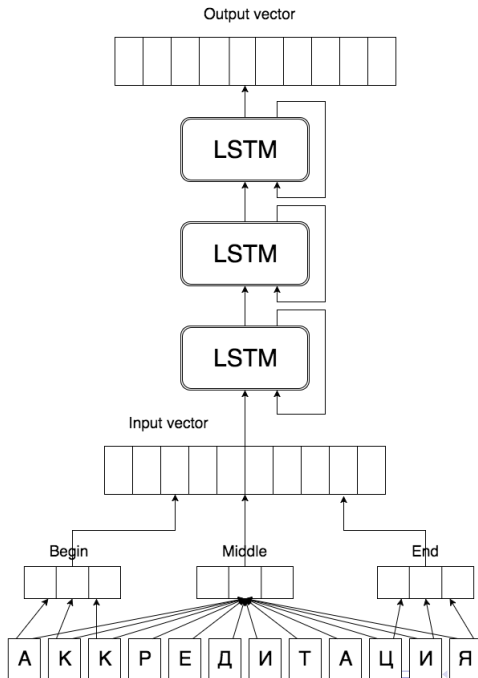 Output vector
LSTM
LSTM
LSTM
Input vector
Begin Middle End
А К К Р Е Д И Т А Ц И Я